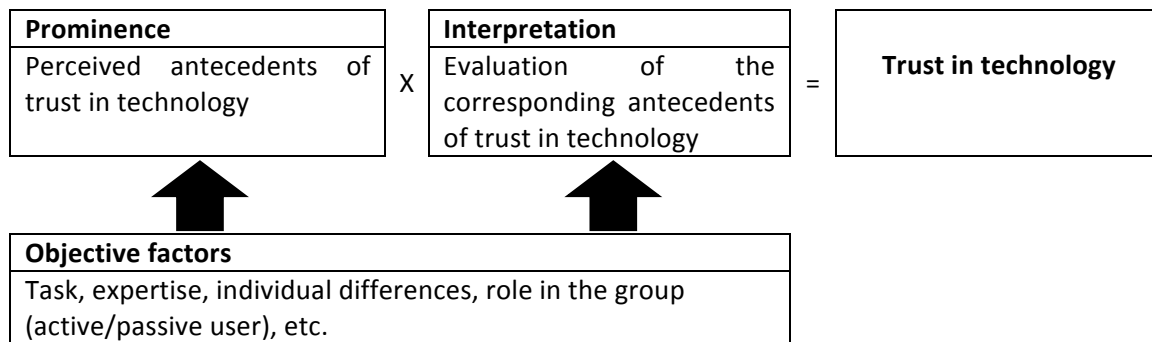 Prominence
Perceived antecedents of
trust in technology
X
Interpretation
Evaluation of the
corresponding antecedents
of trust in technology
=
Trust in technology
Objective factors
Task, expertise, individual differences, role in the group
(active/passive user), etc.